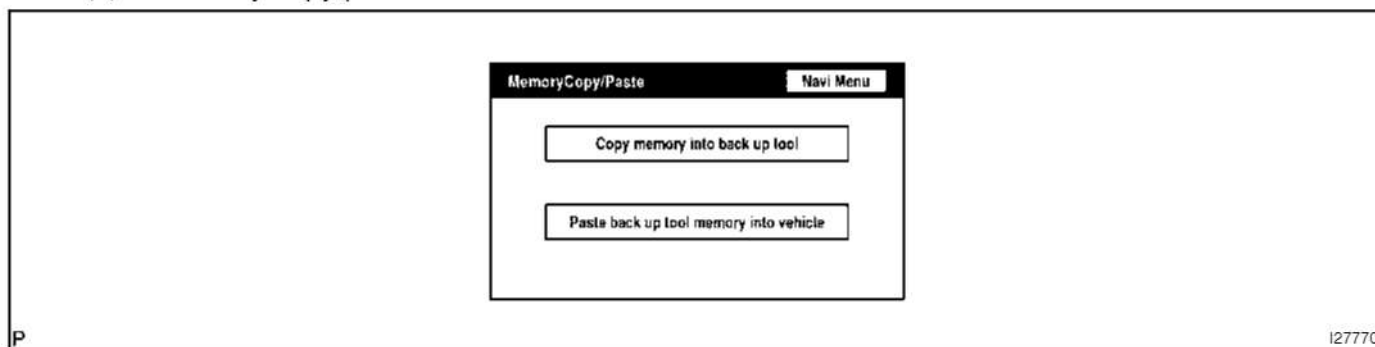 MemoryCopy/Paste Navi Menu
Copy memory into back up tool
Paste back up tool memory into vehicle
P I27770